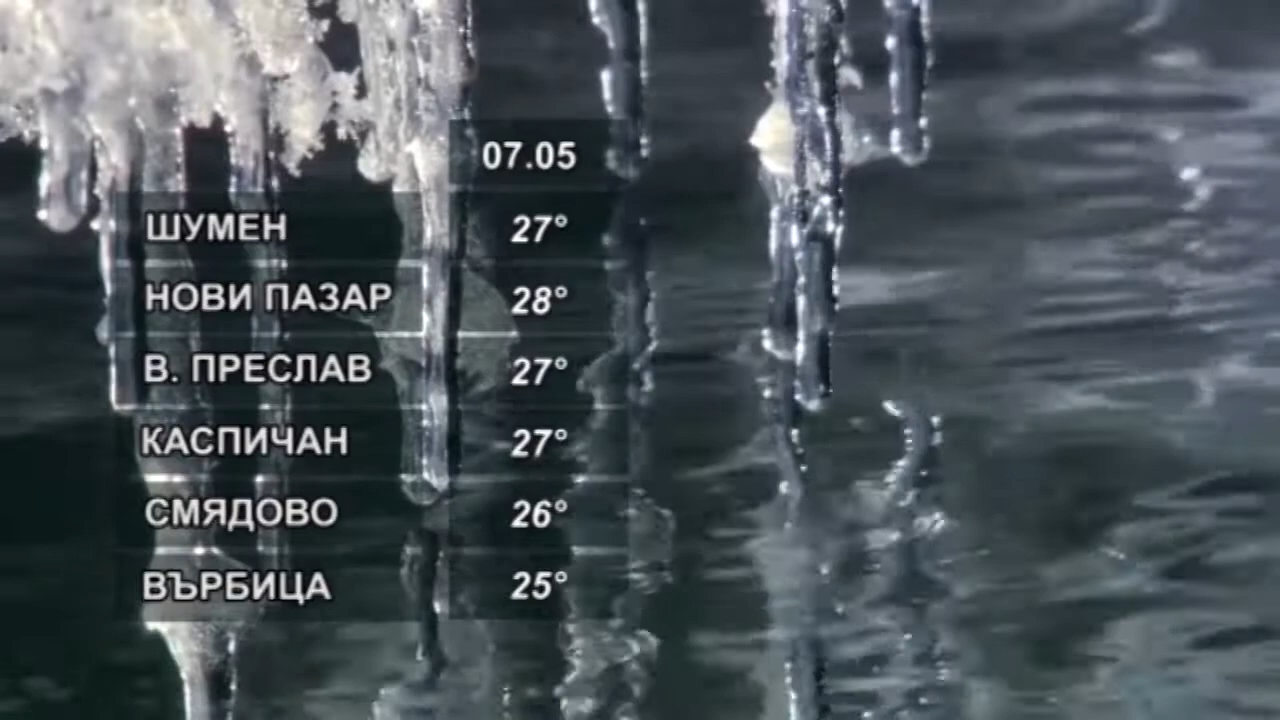 07.05
ШУМЕН 27°
НОВИ ПАЗАР 28°
В. ПРЕСЛАВ 27°
КАСПИЧАН 27°
СМЯДОВО 26°
ВЪРБИЦА 25°